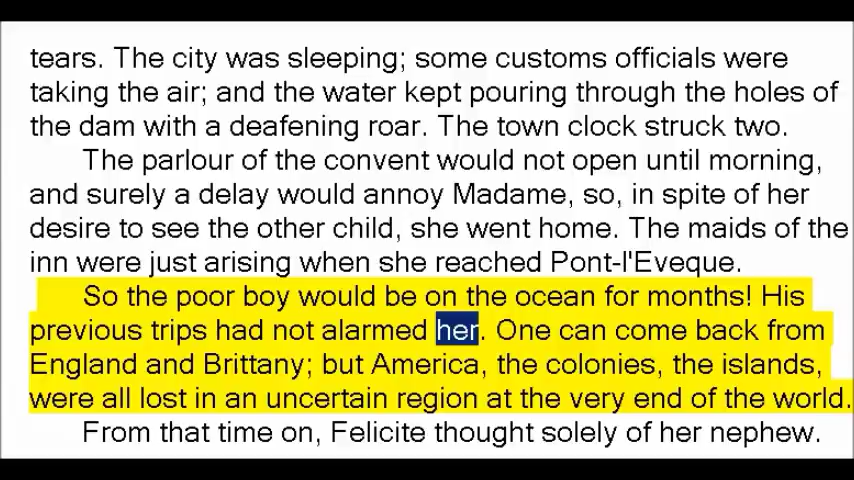 tears. The city was sleeping; some customs officials were
taking the air; and the water kept pouring through the holes of
the dam with a deafening roar. The town clock struck two.
The parlour of the convent would not open until morning,
and surely a delay would annoy Madame, so, in spite of her
desire to see the other child, she went home. The maids of the
inn were just arising when she reached Pont-l'Eveque.
So the poor boy would be on the ocean for months! His
previous trips had not alarmed her. One can come back from
England and Brittany; but America, the colonies, the islands,
were all lost in an uncertain region at the very end of the world.
From that time on, Felicite thought solely of her nephew.